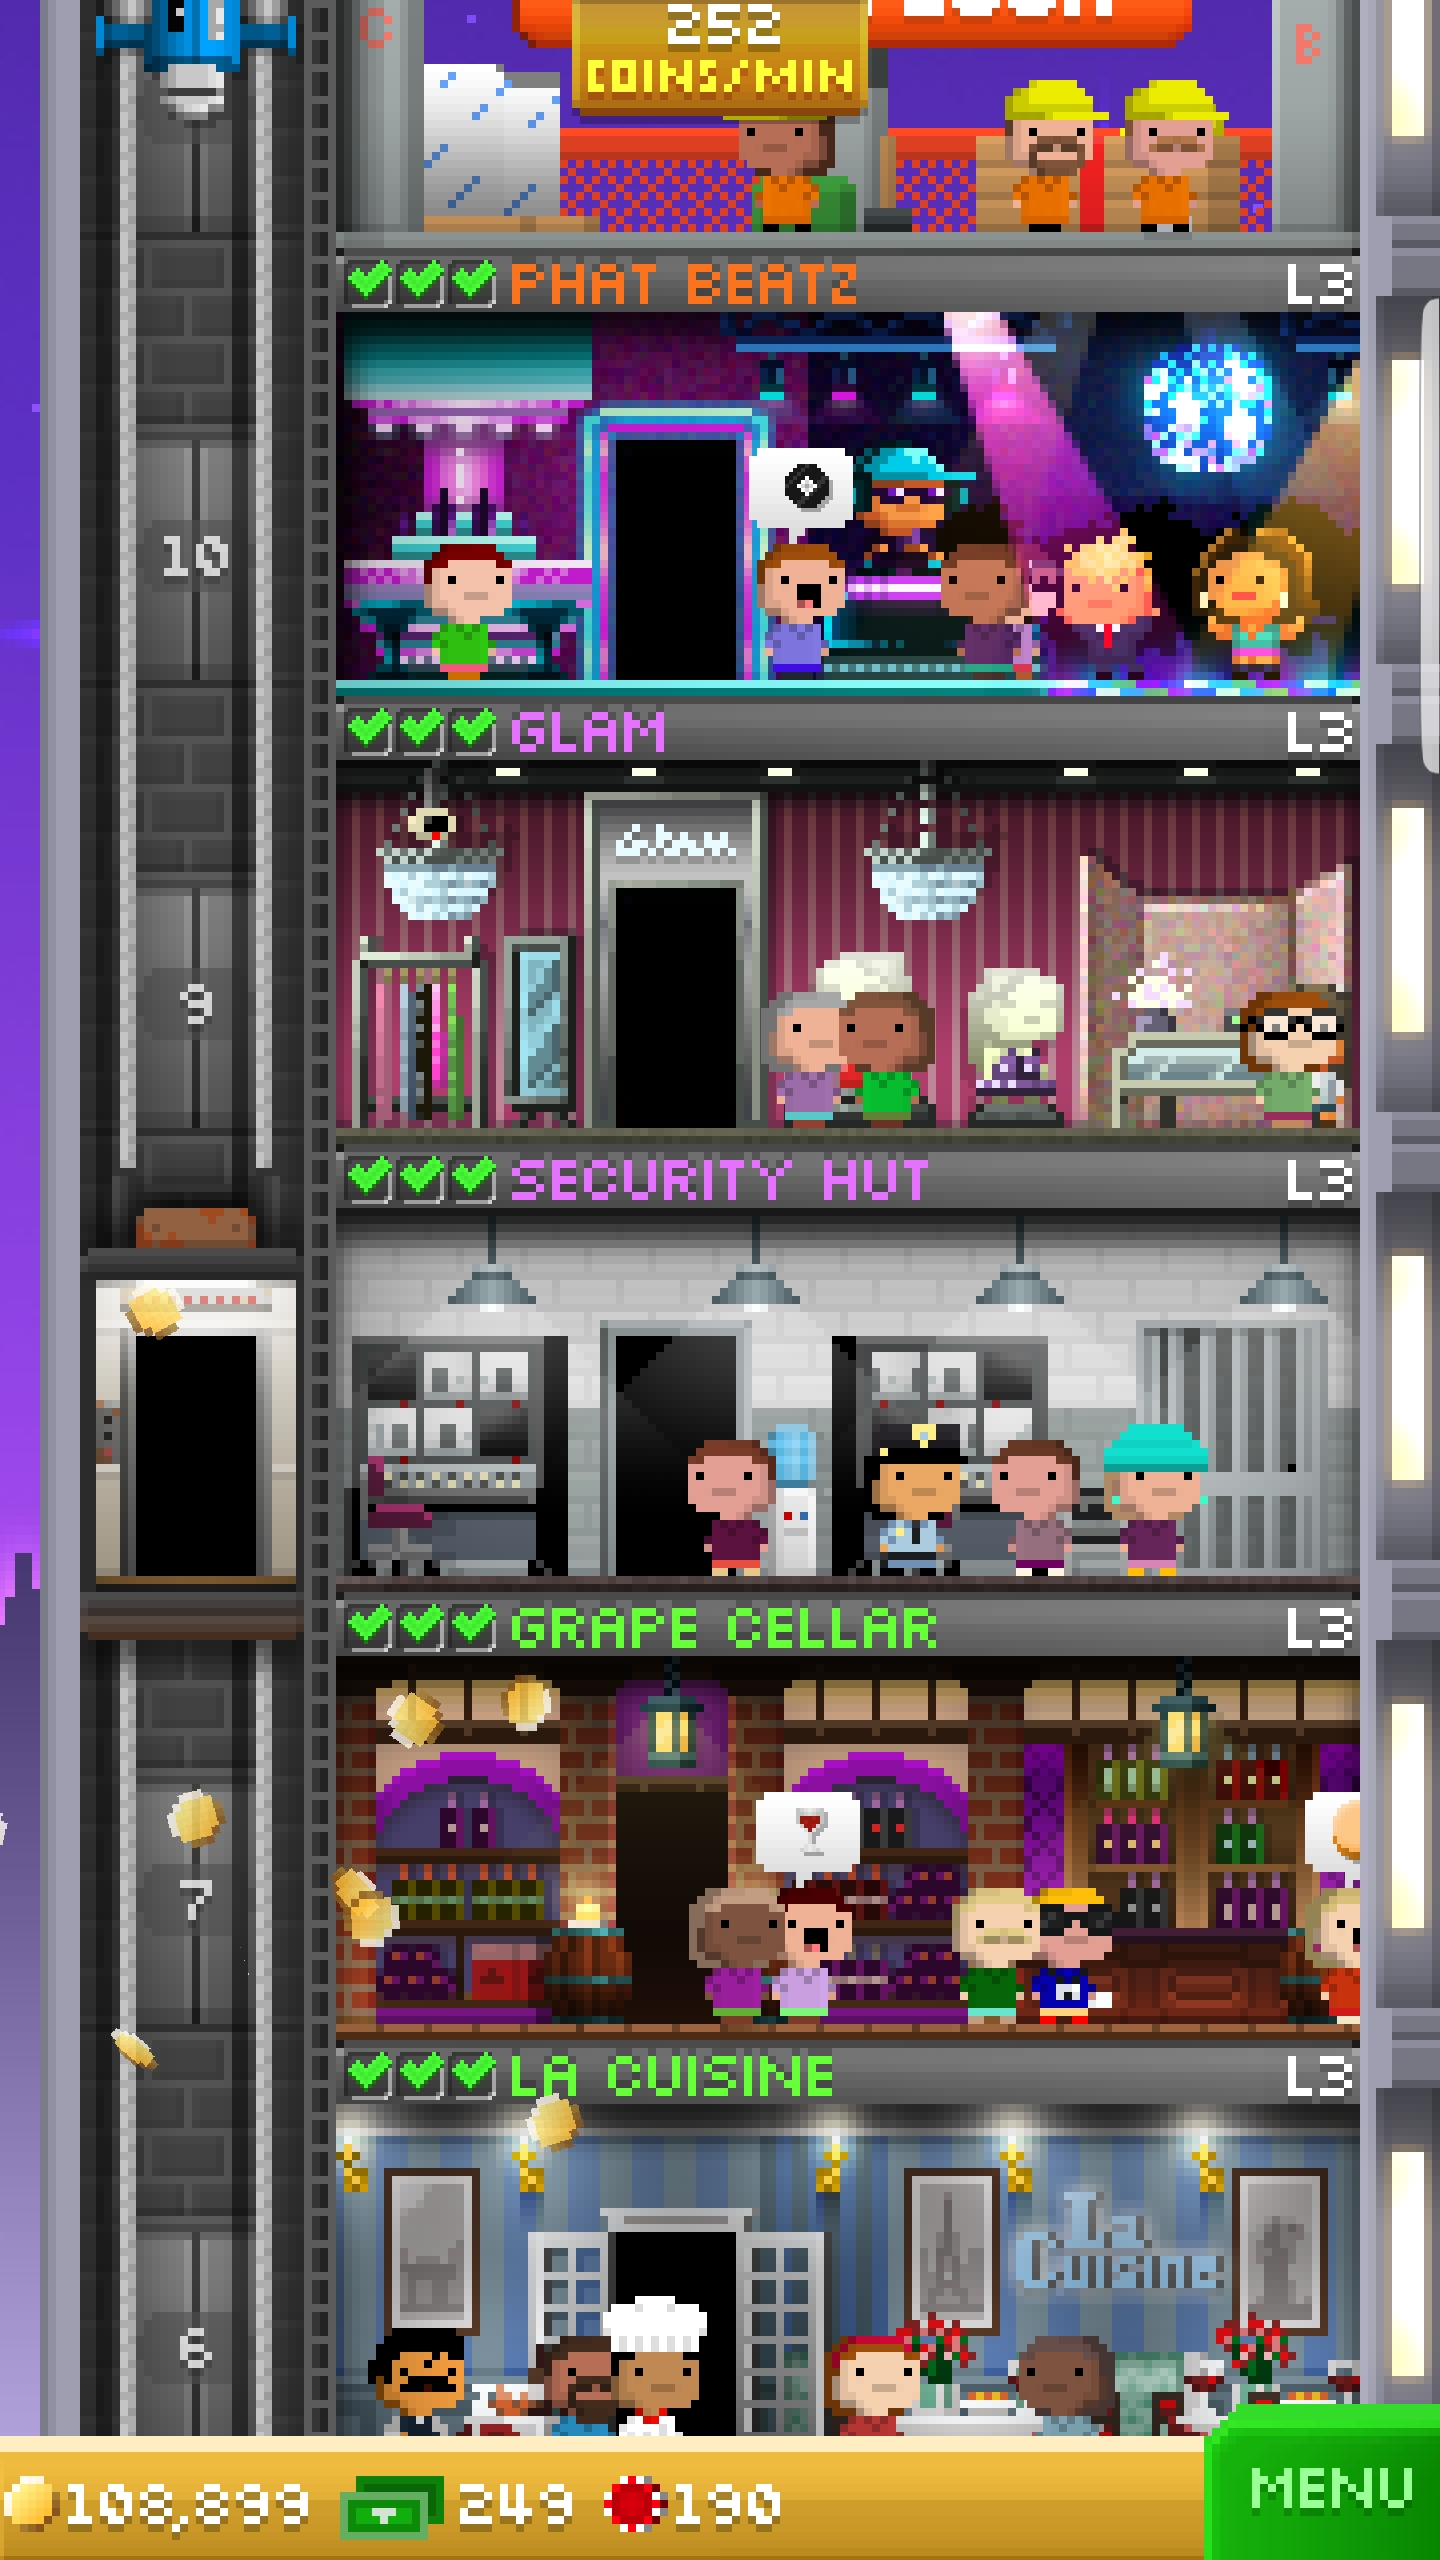 C
252
COINS/MIN
B
PHAT BEATZ
L3
10
GLAM
L3
Glam
9
SECURITY HUT
L3
GRAPE CELLAR
L3
7
LA CUISINE
L3
La
Cuisine
6
108,899
249
190
MENU